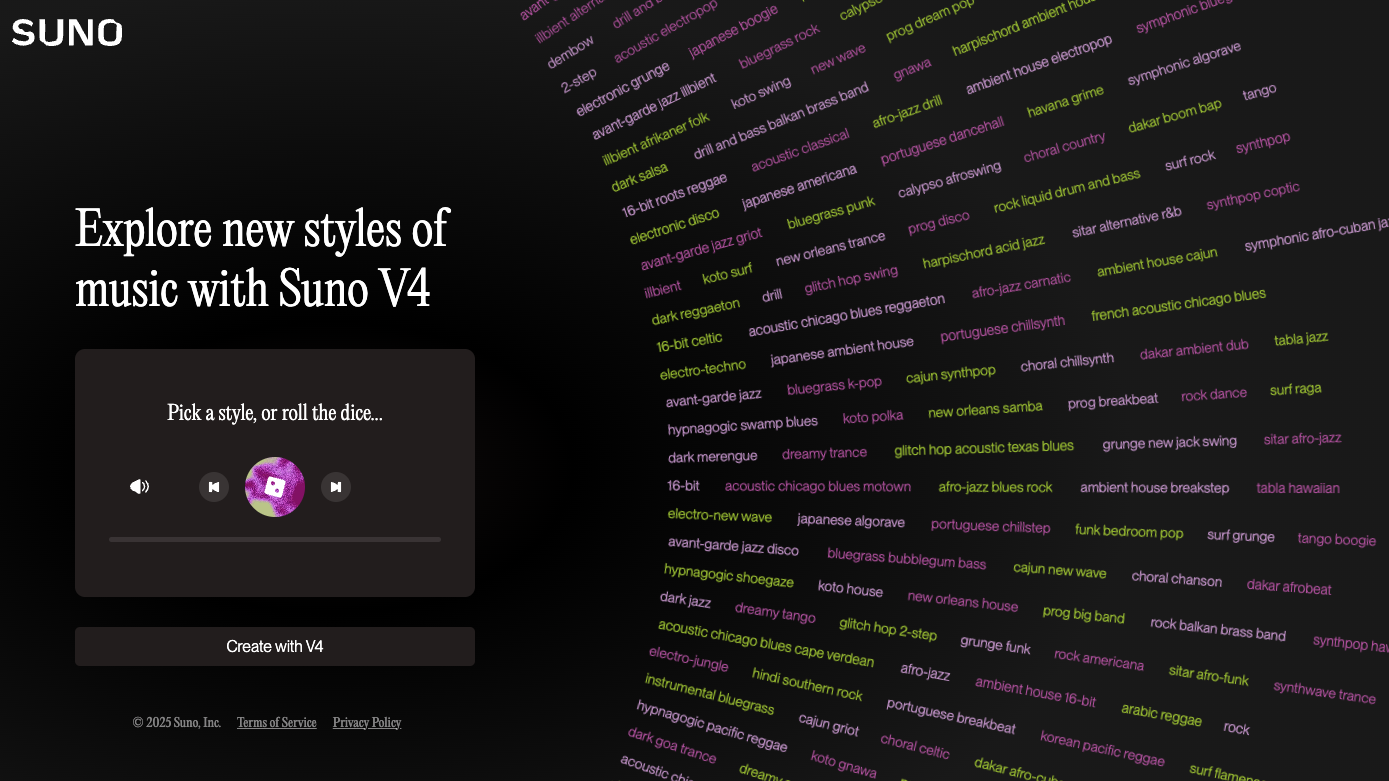 SUNO
Explore new styles of
music with Suno V4
Pick a style, or roll the dice...
Create with V4
© 2025 Suno, Inc. Terms of Service Privacy Policy
dembow acoustic electropop japanese boogie calypso
2-step
electronic grunge bluegrass rock prog dream pop
avant-garde jazz illbient new wave harpischord ambient house
illbient afrikaner folk koto swing gnawa ambient house electropop
dark salsa drill and bass balkan brass band afro-jazz drill symphonic algorave
16-bit roots reggae acoustic classical portuguese dancehall havana grime tango
electronic disco japanese americana calypso afroswing choral country dakar boom bap
avant-garde jazz griot bluegrass punk prog disco rock liquid drum and bass surf rock synthpop
illbient koto surf new orleans trance harpischord acid jazz sitar alternative r&b synthpop coptic
dark reggaeton drill glitch hop swing afro-jazz carnatic ambient house cajun symphonic afro-cuban
16-bit celtic acoustic chicago blues reggaeton portuguese chillsynth french acoustic chicago blues
electro-techno japanese ambient house choral chillsynth dakar ambient dub tabla jazz
avant-garde jazz bluegrass k-pop cajun synthpop prog breakbeat rock dance surf raga
hypnagogic swamp blues koto polka new orleans samba grunge new jack swing sitar afro-jazz
dark merengue dreamy trance glitch hop acoustic texas blues
16-bit acoustic chicago blues motown afro-jazz blues rock ambient house breakstep tabla hawaiian
electro-new wave japanese algorave portuguese chillstep funk bedroom pop surf grunge tango boogie
avant-garde jazz disco bluegrass bubblegum bass cajun new wave choral chanson dakar afrobeat
hypnagogic shoegaze koto house new orleans house prog big band rock balkan brass band synthpop
dark jazz dreamy tango glitch hop 2-step grunge funk rock americana sitar afro-funk synthwave trance
acoustic chicago blues cape verdean afro-jazz ambient house 16-bit arabic reggae rock
electro-jungle hindi southern rock portuguese breakbeat korean pacific reggae surf
instrumental bluegrass cajun griot choral celtic dakar
hypnagogic pacific reggae koto gnawa
dark goa trance dreamy
acoustic